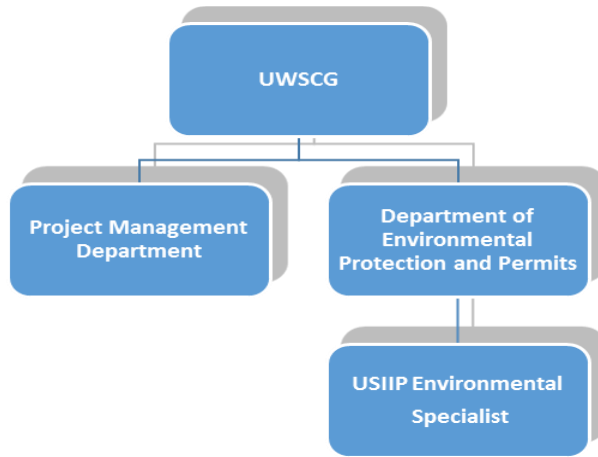 UWSCG
Project Management
Department
Department of
Environmental
Protection and Permits
USIIP Environmental
Specialist